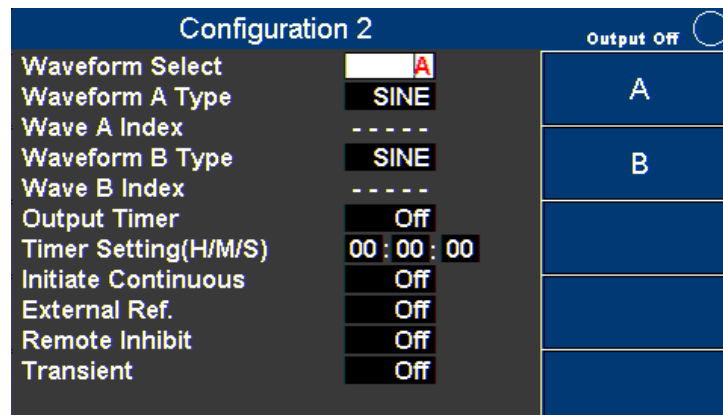 Configuration 2
Output Off
Waveform Select A
Waveform A Type SINE
Wave A Index - - - - -
Waveform B Type SINE
Wave B Index - - - - -
Output Timer Off
Timer Setting(H/M/S) 00 : 00 : 00
Initiate Continuous Off
External Ref. Off
Remote Inhibit Off
Transient Off
A
B